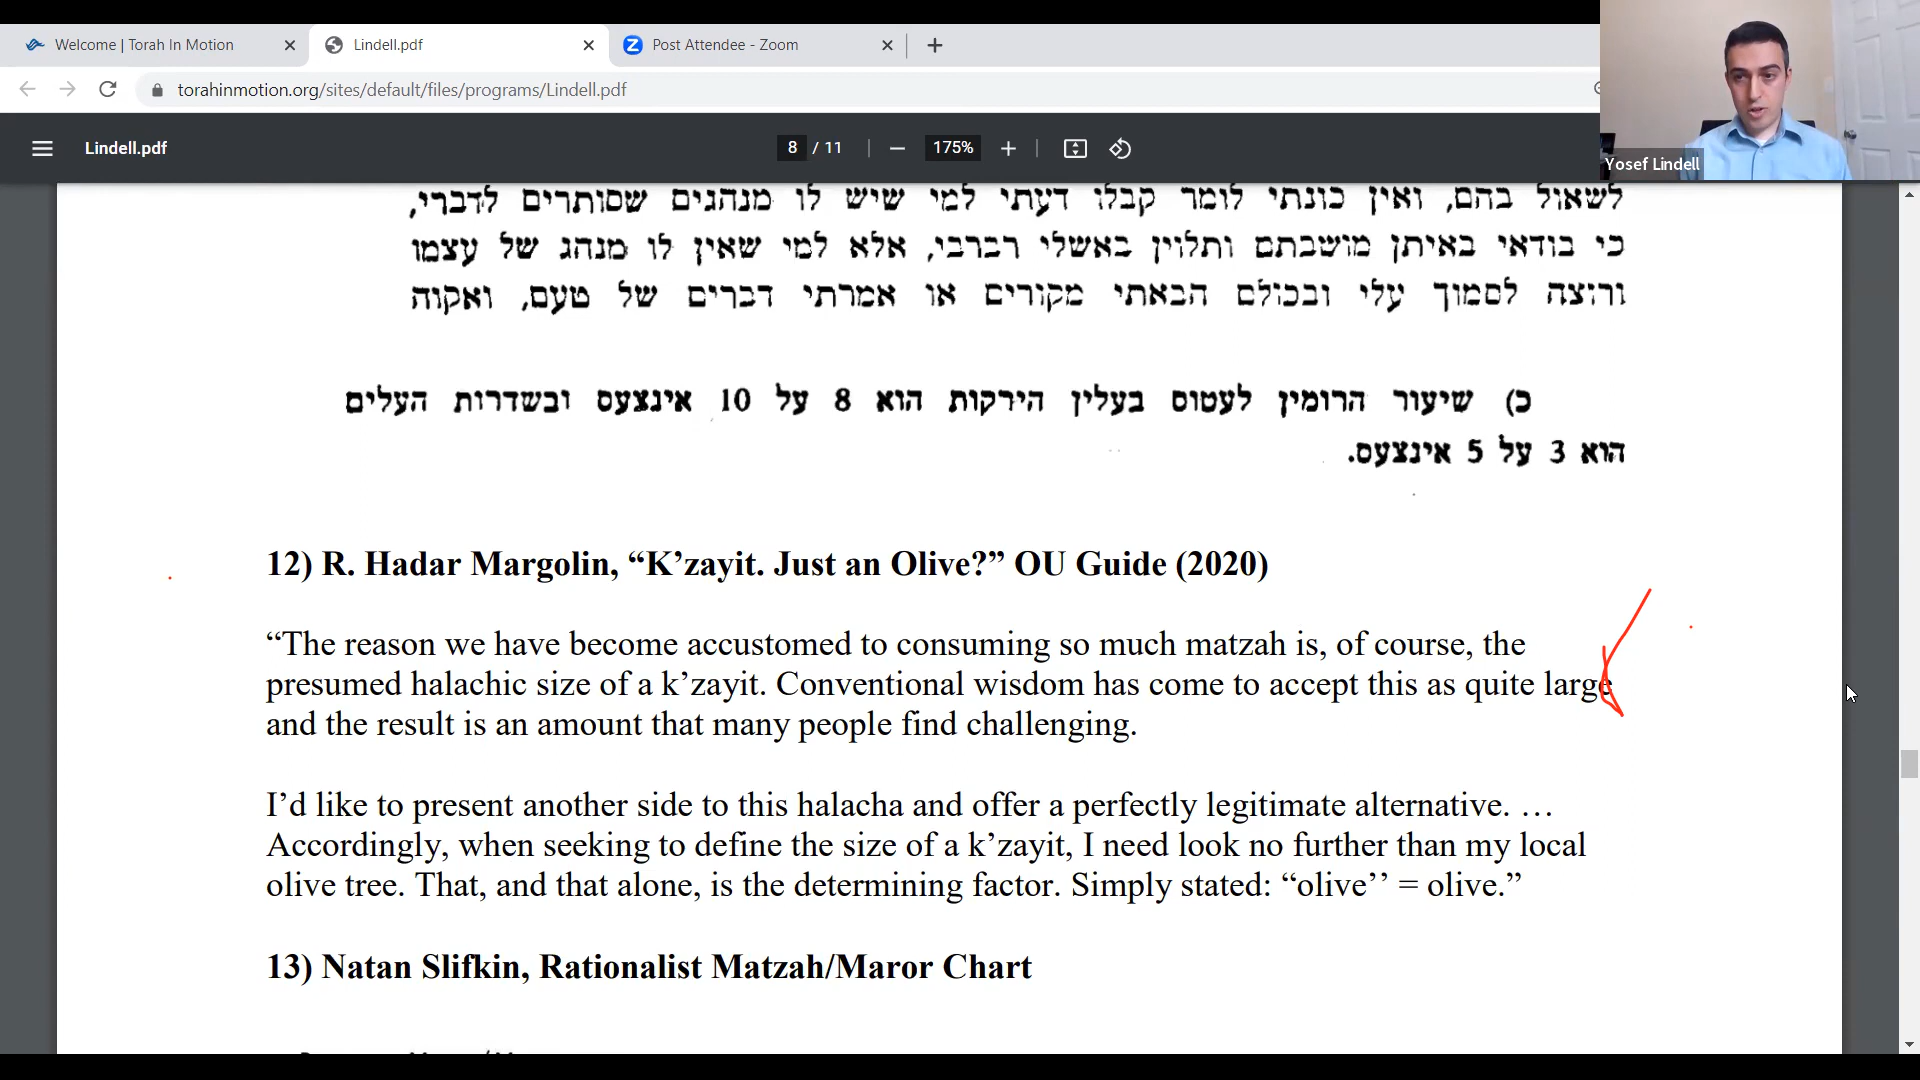 Welcome | Torah In Motion
Lindell.pdf
Post Attendee - Zoom
torahinmotion.org/sites/default/files/programs/Lindell.pdf
Lindell.pdf
8 / 11
175%
Yosef Lindell
לשאול בהם, ואין כונתי לומר קבלו דעתי למי שיש לו מנהגים שסותרים לדברי,
כי בודאי באיתן מושבתם ותלוין באשלי רברבי, אלא למי שאין לו מנהג של עצמו
ורוצה לסמוך עלי ובכולם הבאתי מקורים או אמרתי דברים של טעם, ואקוה
כ) שיעור הרומין לעטוס בעלין הירקות הוא 8 על 10 אינצעס ובשדרות העלים
הוא 3 על 5 אינצעס.
12) R. Hadar Margolin, “K’zayit. Just an Olive?” OU Guide (2020)
“The reason we have become accustomed to consuming so much matzah is, of course, the
presumed halachic size of a k’zayit. Conventional wisdom has come to accept this as quite large
and the result is an amount that many people find challenging.
I’d like to present another side to this halacha and offer a perfectly legitimate alternative. …
Accordingly, when seeking to define the size of a k’zayit, I need look no further than my local
olive tree. That, and that alone, is the determining factor. Simply stated: “olive’’ = olive.”
13) Natan Slifkin, Rationalist Matzah/Maror Chart